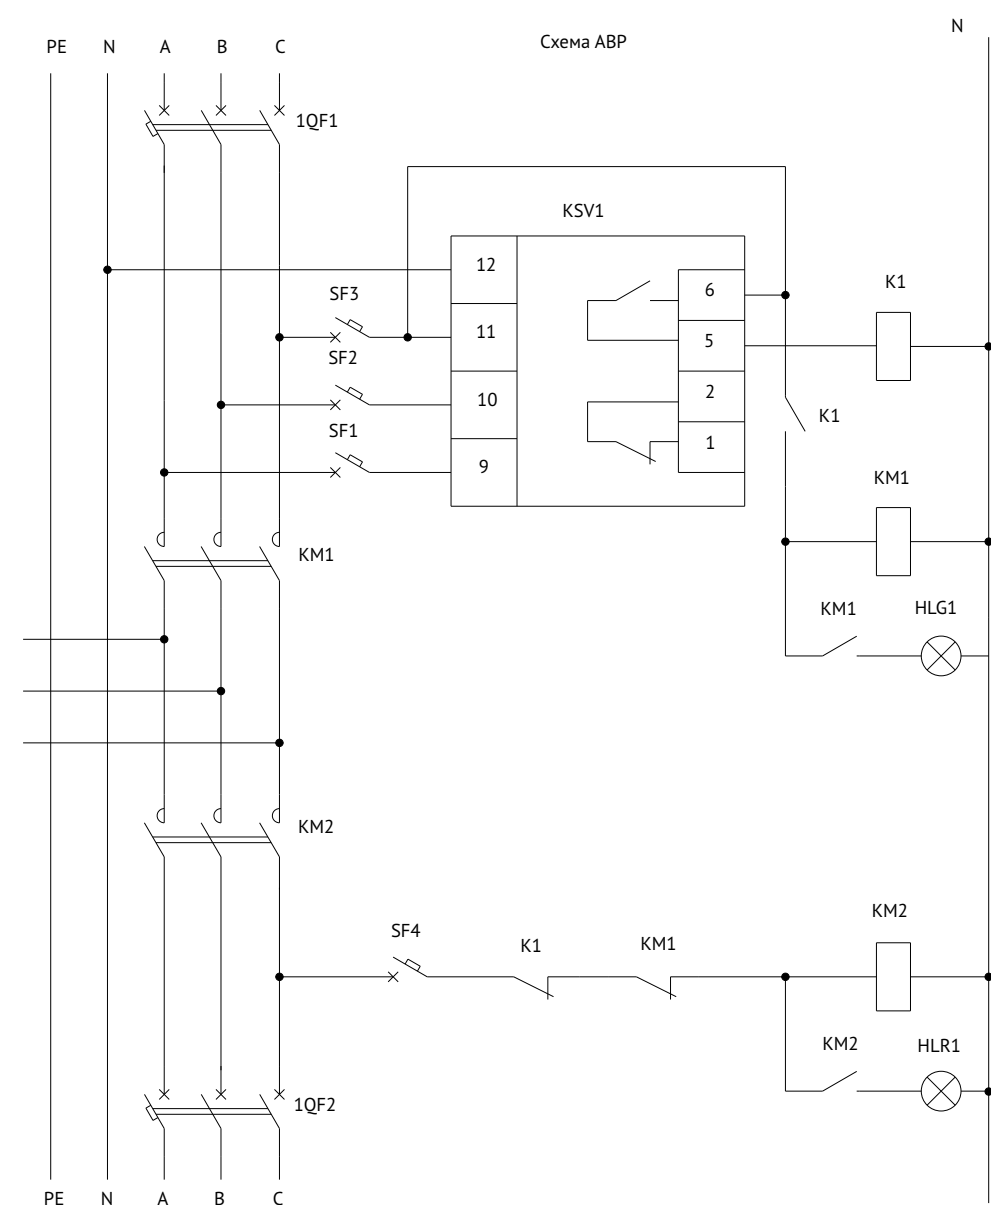 N
PE N A B C
Схема АВР
1QF1
KSV1
12
K1
SF3
6
11
5
SF2
2
10
K1
SF1
1
9
KM1
KM1
KM1 HLG1
KM2
KM2
SF4
K1 KM1
KM2 HLR1
1QF2
PE N A B C